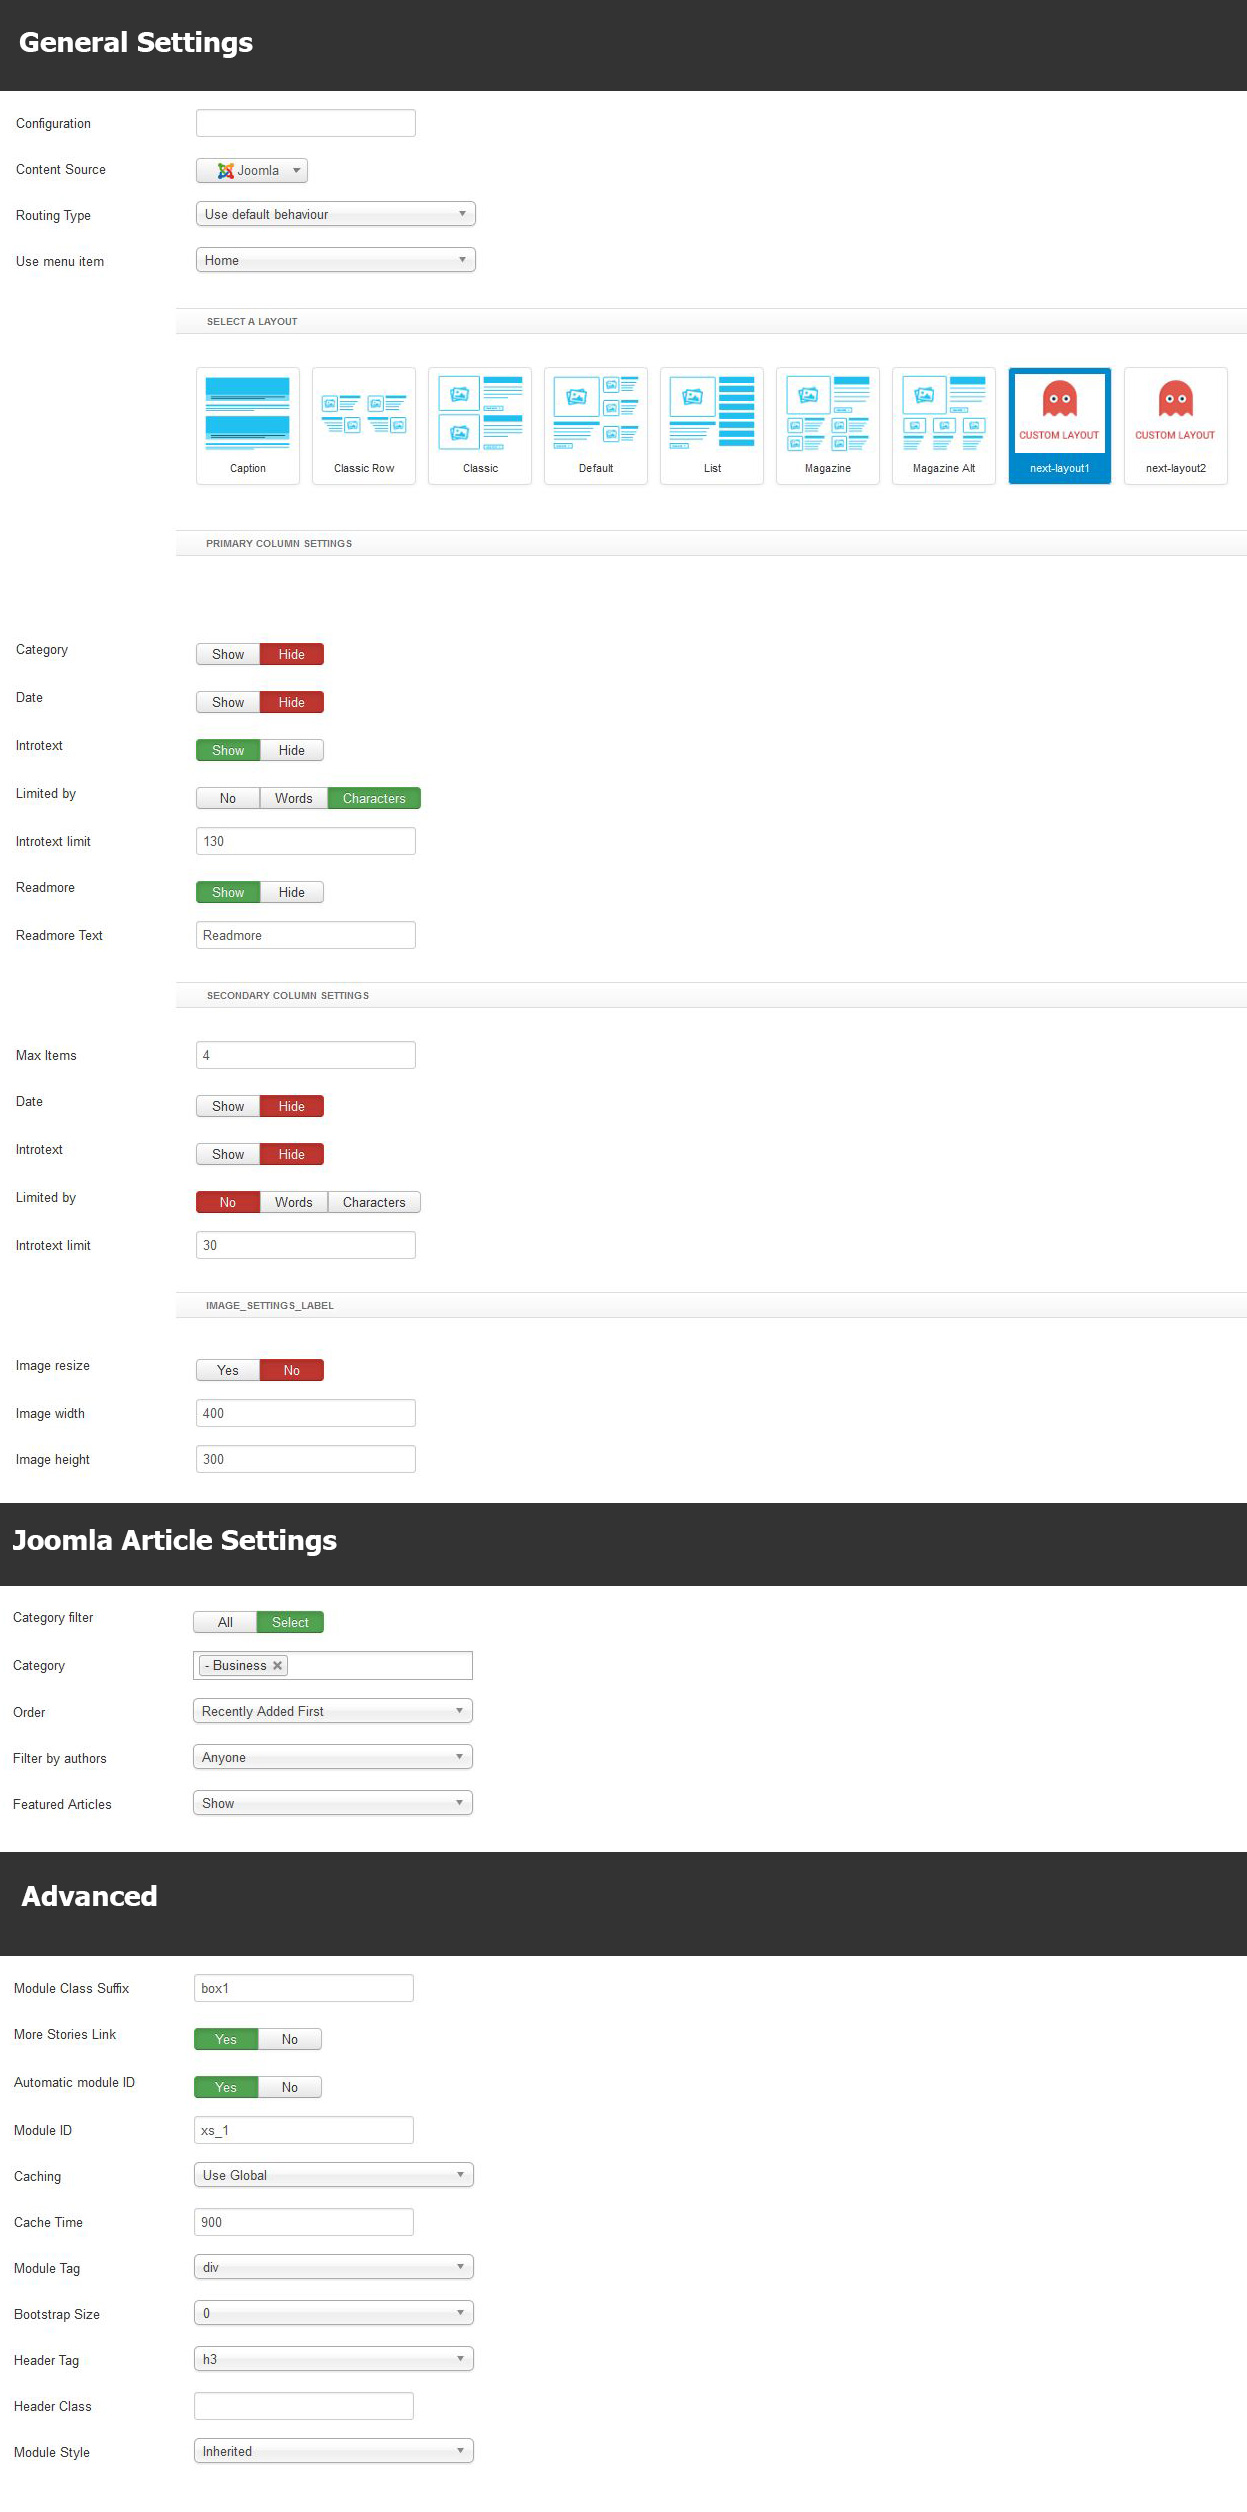 General Settings
Configuration
Content Source Joomla
Routing Type Use default behaviour
Use menu item Home
SELECT A LAYOUT
CUSTOM LAYOUT CUSTOM LAYOUT
Caption Classic Row Classic Default List Magazine Magazine Alt next-layout1 next-layout2
PRIMARY COLUMN SETTINGS
Category Show Hide
Date Show Hide
Introtext Show Hide
Limited by No Words Characters
Introtext limit 130
Readmore Show Hide
Readmore Text Readmore
SECONDARY COLUMN SETTINGS
Max Items 4
Date Show Hide
Introtext Show Hide
Limited by No Words Characters
Introtext limit 30
IMAGE_SETTINGS_LABEL
Image resize Yes No
Image width 400
Image height 300
Joomla Article Settings
Category filter All Select
Category - Business
Order Recently Added First
Filter by authors Anyone
Featured Articles Show
Advanced
Module Class Suffix box1
More Stories Link Yes No
Automatic module ID Yes No
Module ID xs_1
Caching Use Global
Cache Time 900
Module Tag div
Bootstrap Size 0
Header Tag h3
Header Class
Module Style Inherited